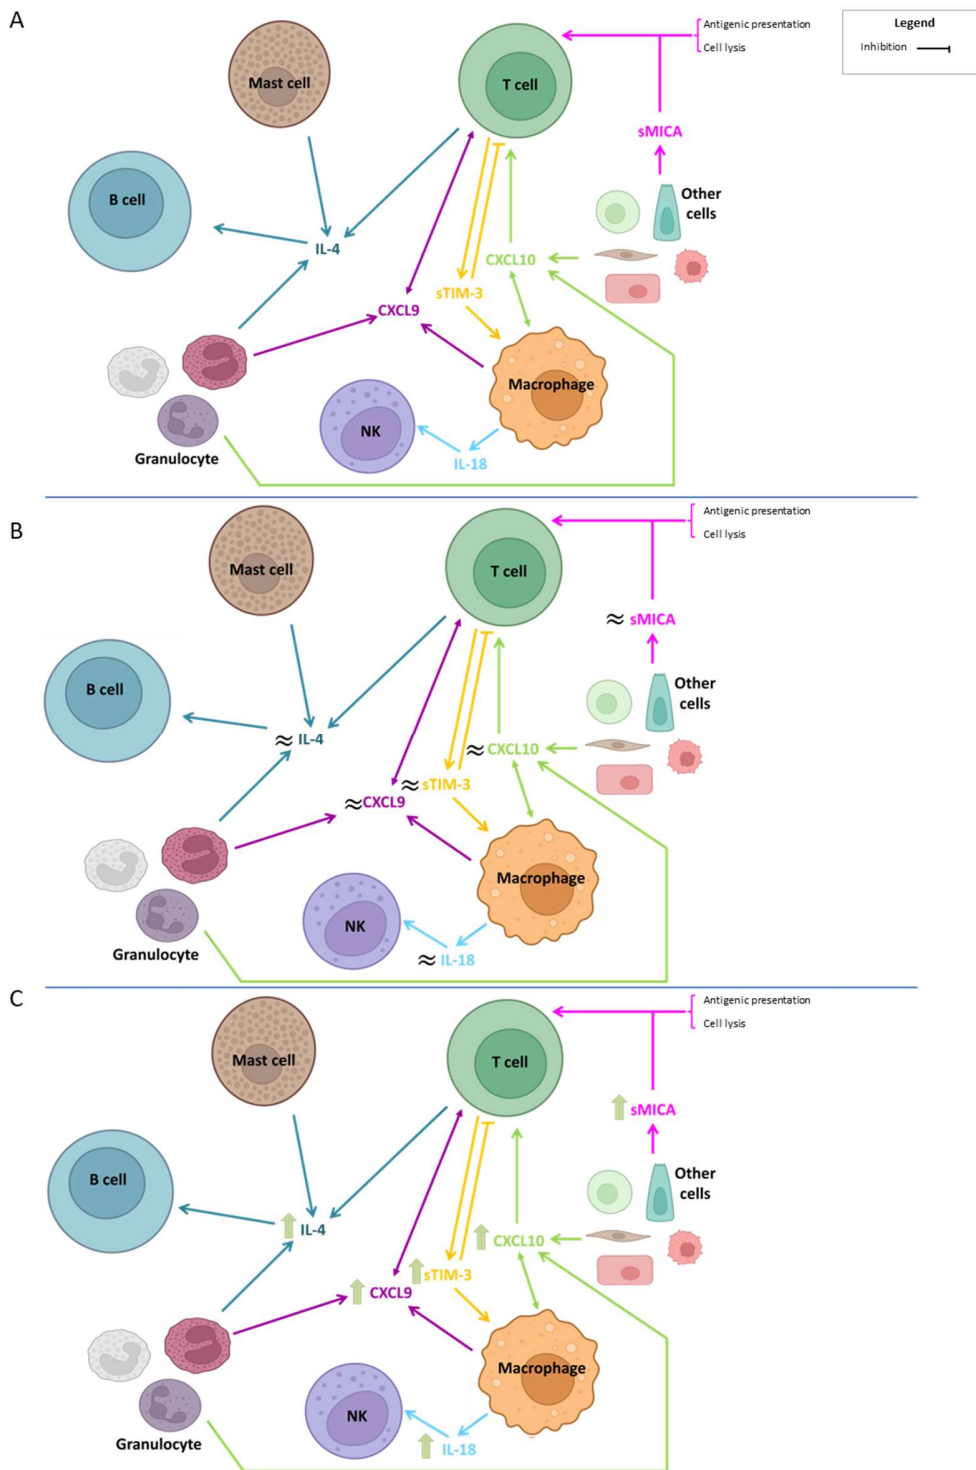 A
Legend
Inhibition
Antigenic presentation
Cell lysis
Mast cell
T cell
sMICA
B cell
Other
cells
IL-4
CXCL10
sTIM-3
CXCL9
Macrophage
NK
IL-18
Granulocyte
B
Antigenic presentation
Cell lysis
Mast cell
T cell
≈ sMICA
B cell
Other
cells
≈ IL-4
≈ CXCL10
≈ sTIM-3
≈ CXCL9
Macrophage
NK
≈ IL-18
Granulocyte
C
Antigenic presentation
Cell lysis
Mast cell
T cell
sMICA
B cell
Other
cells
IL-4
CXCL10
sTIM-3
CXCL9
Macrophage
NK
IL-18
Granulocyte